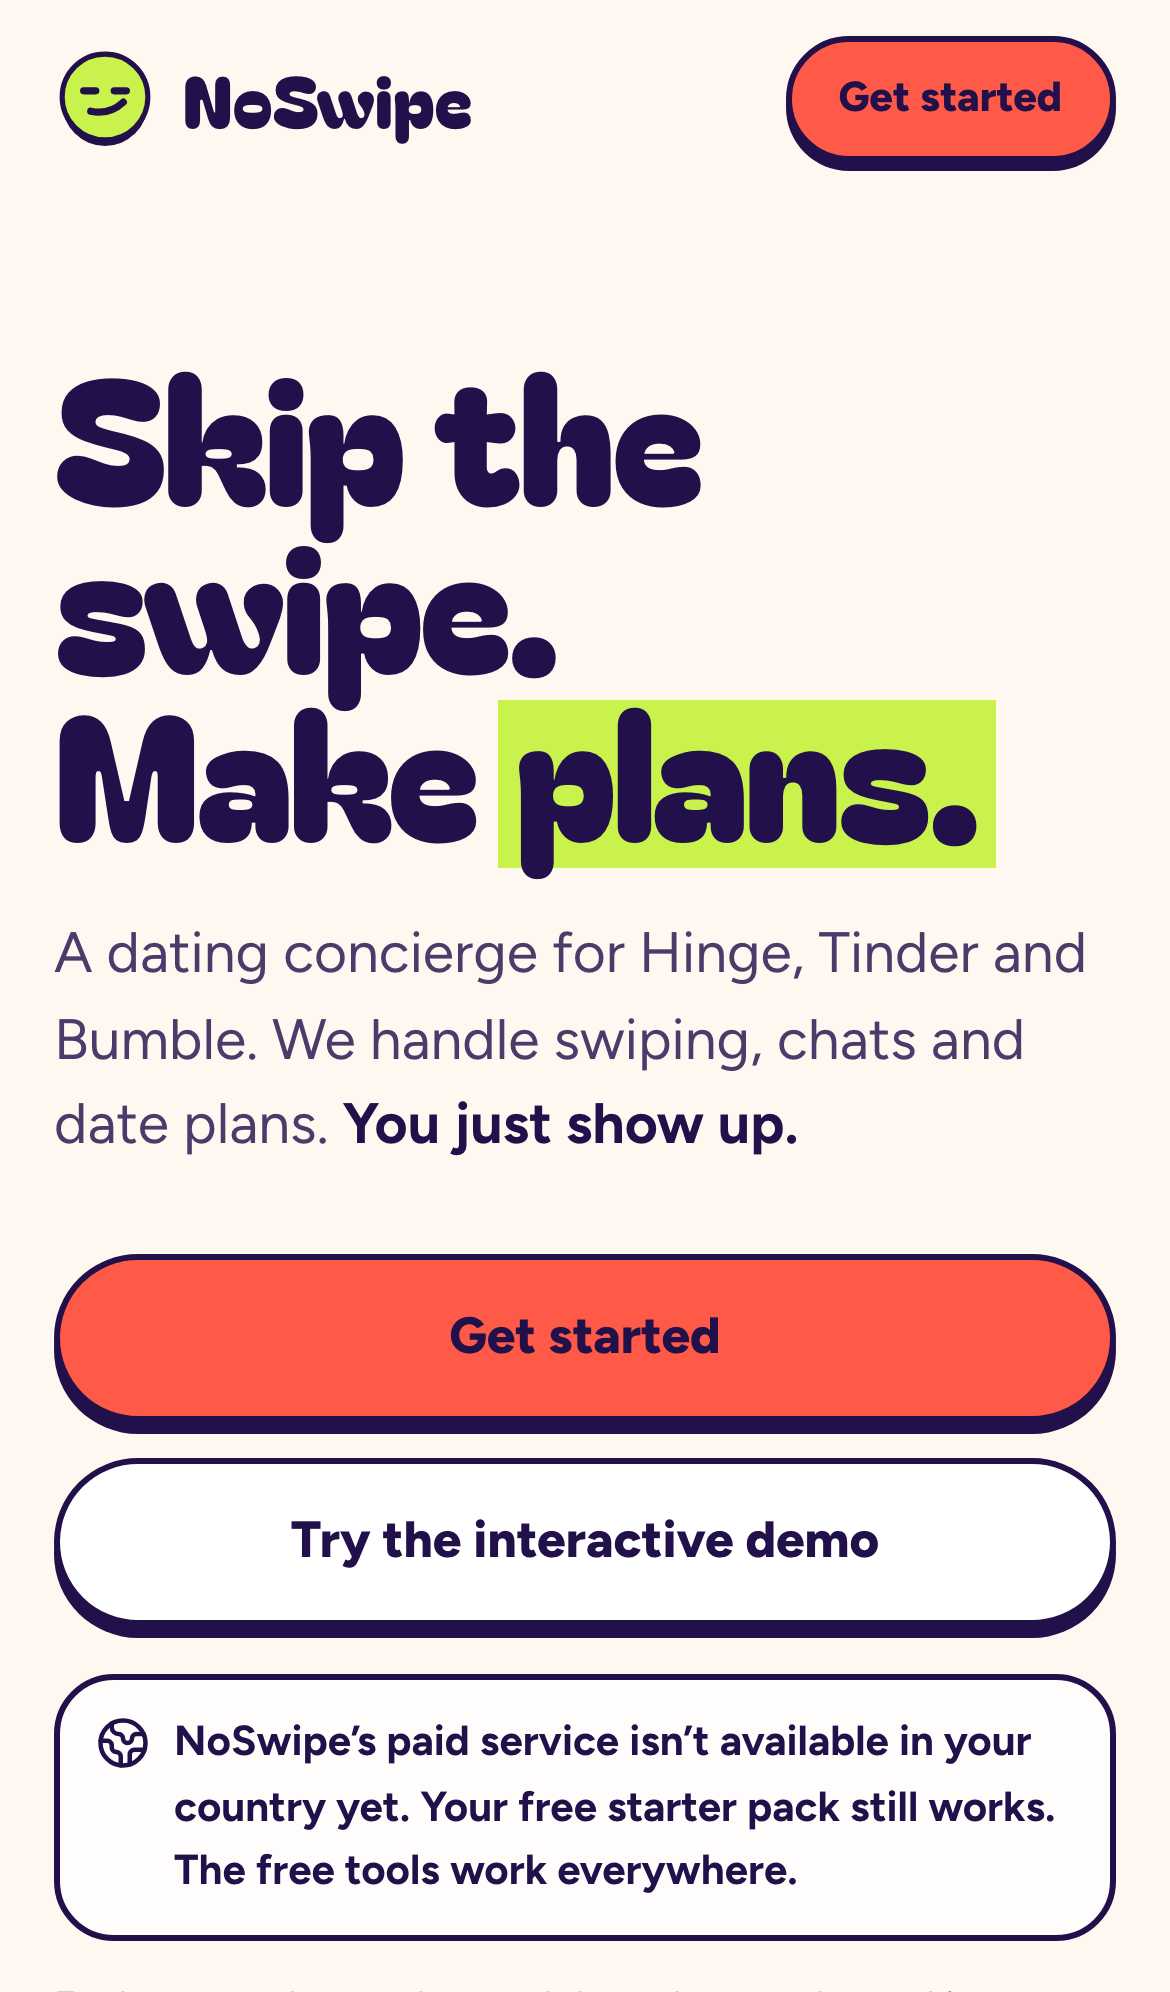 NoSwipe
Get started
Skip the
swipe.
Make plans.
A dating concierge for Hinge, Tinder and
Bumble. We handle swiping, chats and
date plans. You just show up.
Get started
Try the interactive demo
NoSwipe’s paid service isn’t available in your
country yet. Your free starter pack still works.
The free tools work everywhere.